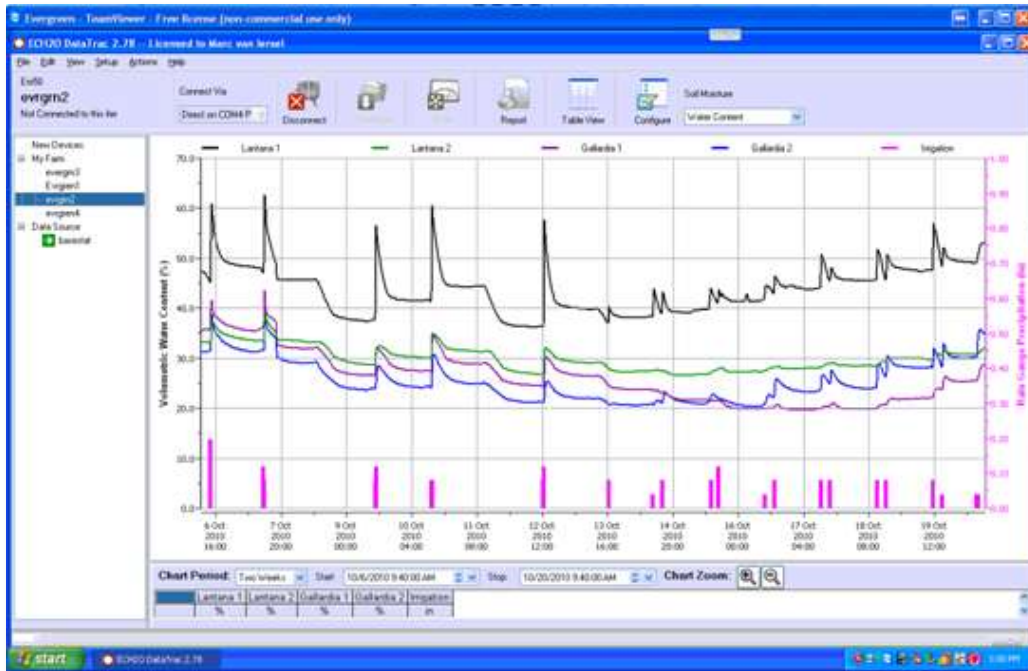 Evergreen - TeamViewer - Free license (non-commercial use only)
ECH2O DataTrac 2.78 -- Licensed to Marc van Iersel
File Edit View Setup Actions Help
Em50
evrgrn2
Not Connected to this
Connect Via
Direct on COM4 P
Disconnect
Report
Table View
Configure
Soil Moisture
Water Content
New Devices
My Farm
evergrn3
Evrgren1
evrgrn2
evrgren4
Data Source
Lantana 1 Lantana 2 Gallardia 1 Gallardia 2 Irrigation
70.0 1.00
60.0
50.0
40.0
30.0
20.0
10.0
0.0
Volumetric Water Content (%)
Rain Gauge Precipitation (in)
6 Oct 7 Oct 9 Oct 10 Oct 11 Oct 12 Oct 13 Oct 14 Oct 16 Oct 17 Oct 18 Oct 19 Oct
2010 2010 2010 2010 2010 2010 2010 2010 2010 2010 2010 2010
16:00 20:00 00:00 04:00 08:00 12:00 16:00 20:00 00:00 04:00 08:00 12:00
Chart Period: Two Weeks Start 10/6/2010 9:40:00 AM Stop 10/20/2010 9:40:00 AM Chart Zoom:
Lantana 1 Lantana 2 Gallardia 1 Gallardia 2 Irrigation
% % % % in
start ECH2O DataTrac 2.78